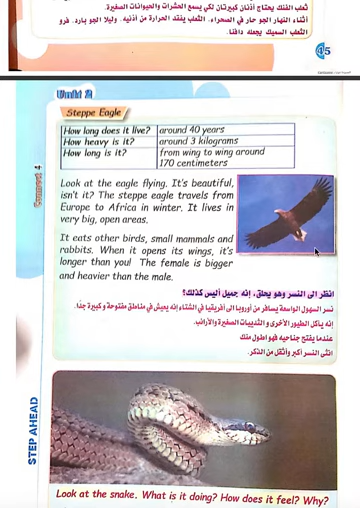 ثعلب الفنك يحتاج أذنان كبيرتان لكي يسمع الحشرات والحيوانات الصغيرة.
أثناء النهار الجو حار في الصحراء. الثعلب يفقد الحرارة من أذنيه. وليلا الجو بارد. فرو
الثعلب السميك يجعله دافئا.
Unit 2
Steppe Eagle
How long does it live? around 40 years
How heavy is it? around 3 kilograms
How long is it? from wing to wing around
170 centimeters
Look at the eagle flying. It's beautiful,
isn't it? The steppe eagle travels from
Europe to Africa in winter. It lives in
very big, open areas.
It eats other birds, small mammals and
rabbits. When it opens its wings, it's
longer than you! The female is bigger
and heavier than the male.
انظر الى النسر وهو يحلق، إنه جميل أليس كذلك؟
نسر السهول الواسعة يسافر من أوروبا الى أفريقيا في الشتاء إنه يعيش في مناطق مفتوحة و كبيرة جدًا.
إنه يأكل الطيور الأخرى و الثدييات الصغيرة والأرانب.
عندما يفتح جناحيه فهو اطول منك
انثى النسر اكبر وأثقل من الذكر.
STEP AHEAD
Look at the snake. What is it doing? How does it feel? Why?